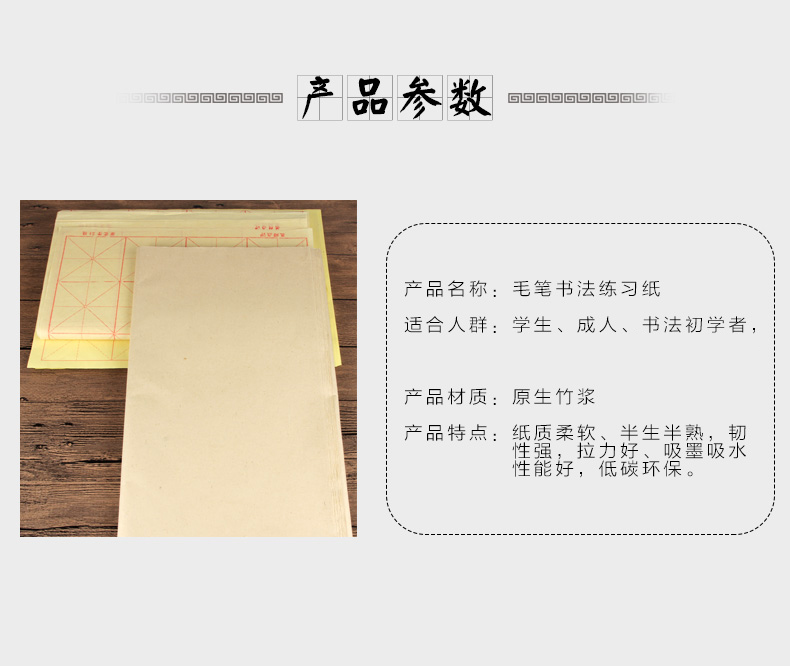 产品参数
产品名称：毛笔书法练习纸
适合人群：学生、成人、书法初学者，
产品材质：原生竹浆
产品特点：纸质柔软、半生半熟，韧
性强，拉力好、吸墨吸水
性能好，低碳环保。